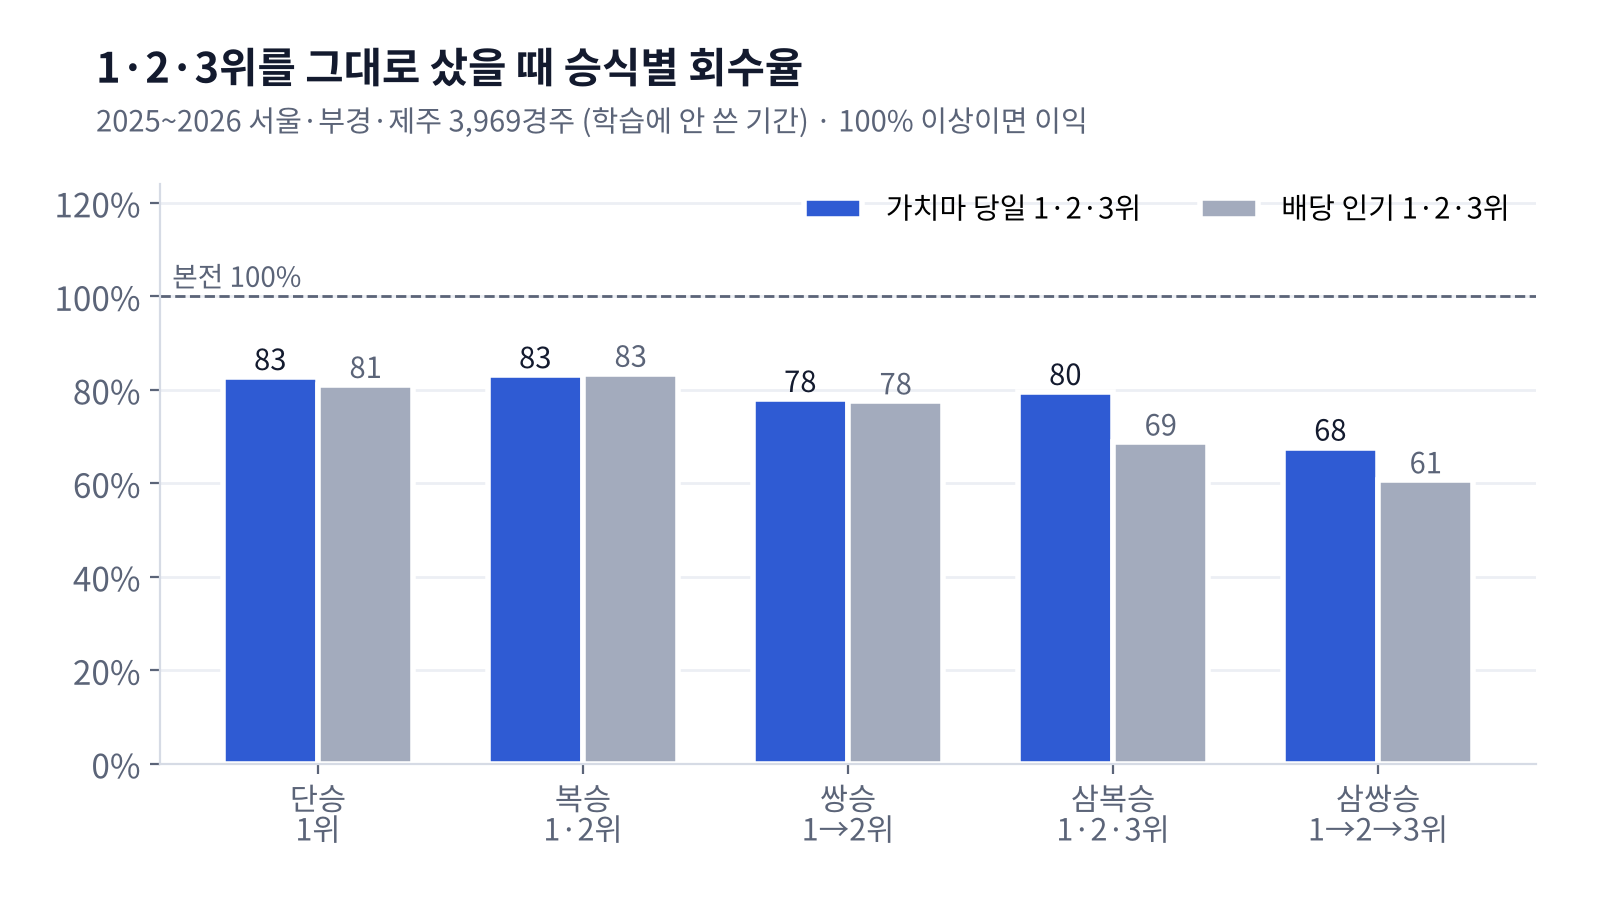 1·2·3위를 그대로 샀을 때 승식별 회수율
2025~2026 서울·부경·제주 3,969경주 (학습에 안 쓴 기간) · 100% 이상이면 이익
가치마 당일 1·2·3위
배당 인기 1·2·3위
120%
본전 100%
100%
80%
60%
40%
20%
0%
83
81
83
83
78
78
80
69
68
61
단승
1위
복승
1·2위
쌍승
1→2위
삼복승
1·2·3위
삼쌍승
1→2→3위